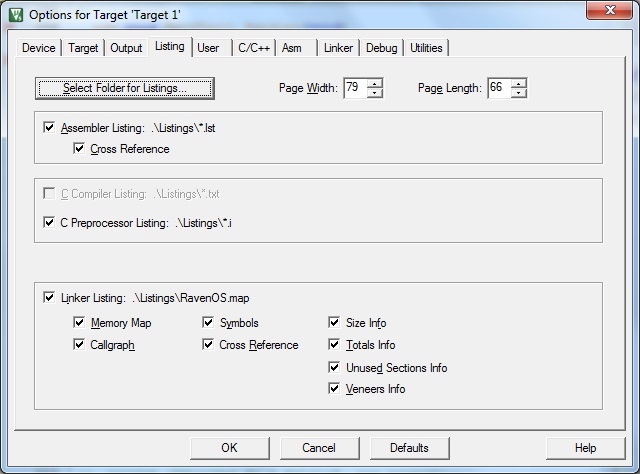 Options for Target 'Target 1'
Device Target Output Listing User C/C++ Asm Linker Debug Utilities
Select Folder for Listings... Page Width: 79 Page Length: 66
Assembler Listing: .\Listings\*.lst
Cross Reference
C Compiler Listing: .\Listings\*.txt
C Preprocessor Listing: .\Listings\*.i
Linker Listing: .\Listings\RavenOS.map
Memory Map Symbols Size Info
Callgraph Cross Reference Totals Info
Unused Sections Info
Veneers Info
OK Cancel Defaults Help